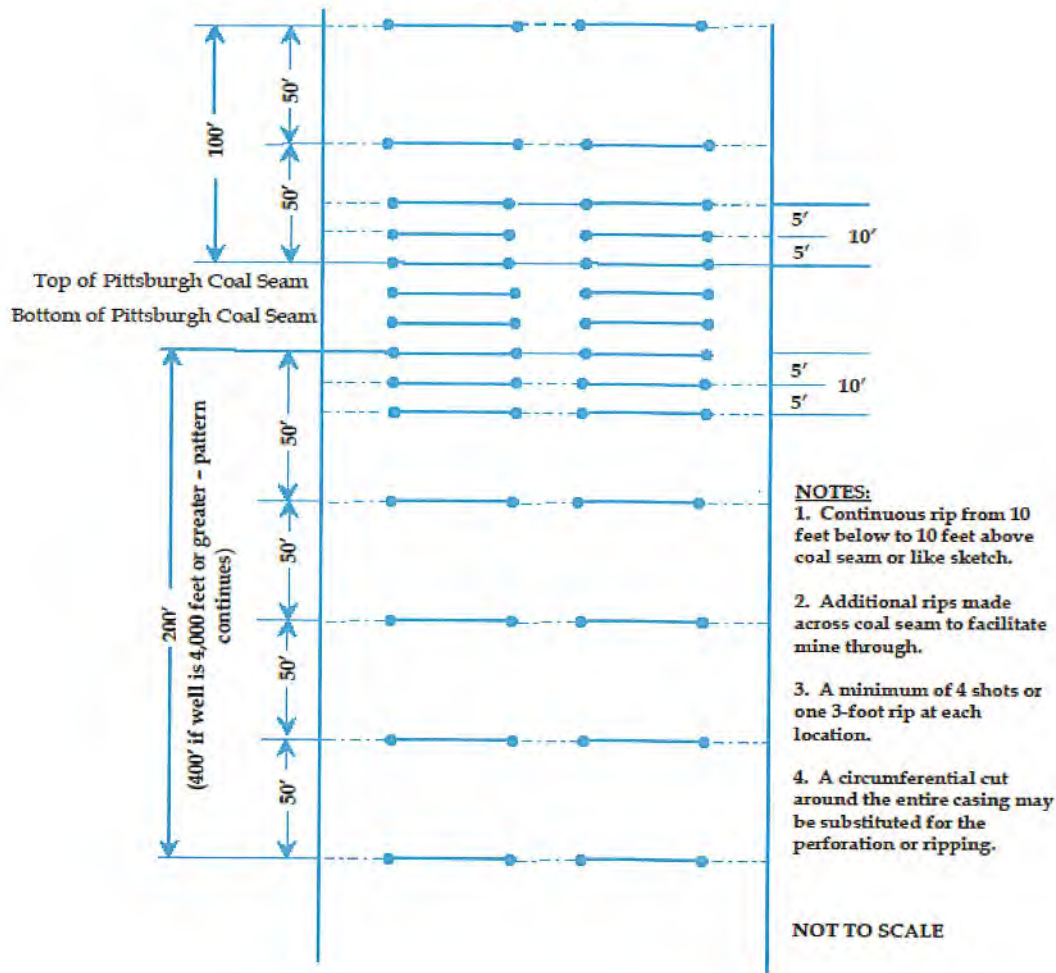 100'
50'
50'
5'
10'
5'
Top of Pittsburgh Coal Seam
Bottom of Pittsburgh Coal Seam
5'
10'
5'
200'
(400' if well is 4,000 feet or greater – pattern
continues)
50'
50'
50'
50'
NOTES:
1. Continuous rip from 10
feet below to 10 feet above
coal seam or like sketch.
2. Additional rips made
across coal seam to facilitate
mine through.
3. A minimum of 4 shots or
one 3-foot rip at each
location.
4. A circumferential cut
around the entire casing may
be substituted for the
perforation or ripping.
NOT TO SCALE